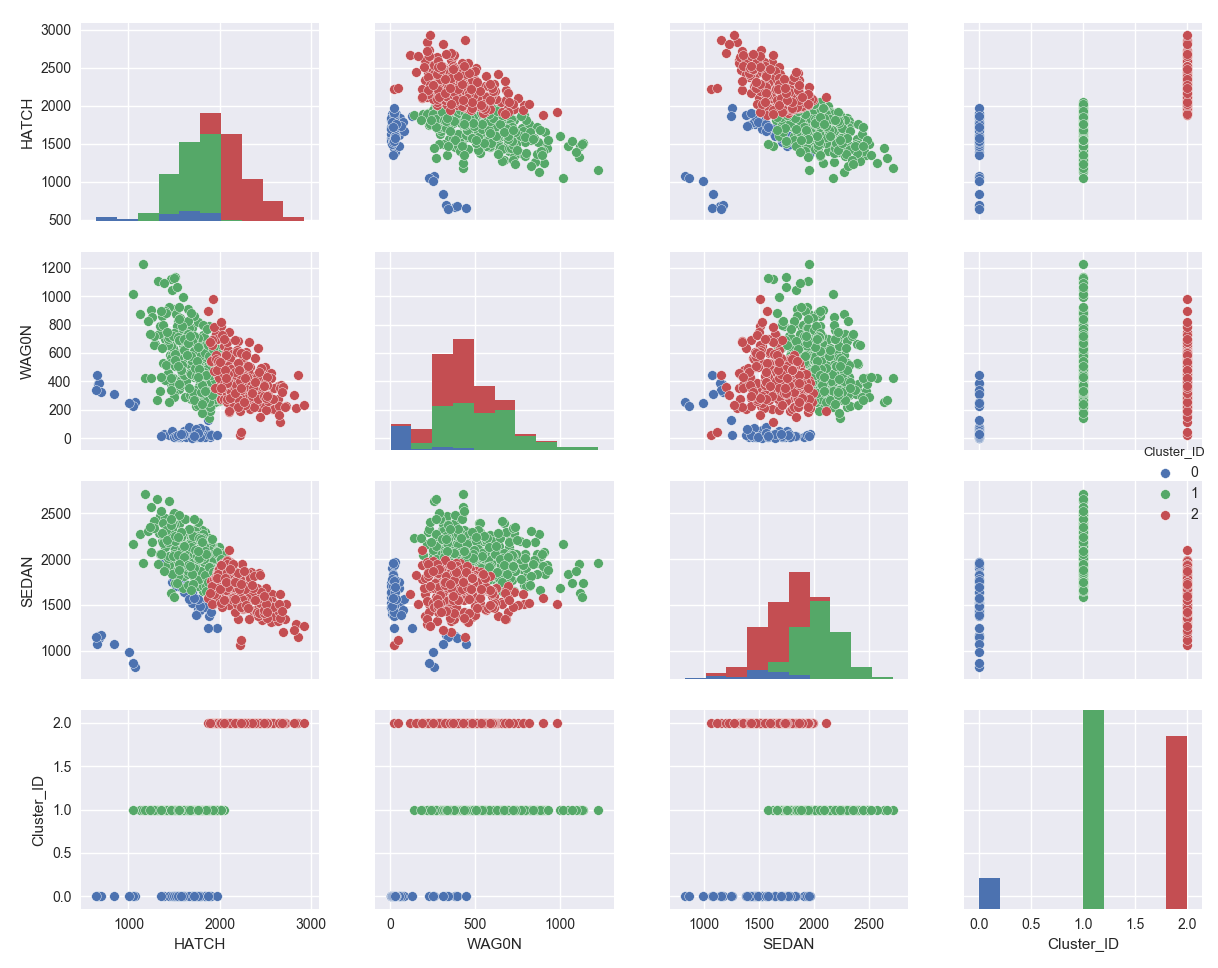 3000
2500
2000
1500
1000
500
HATCH
1200
1000
800
600
400
200
0
WAG0N
Cluster_ID
0
1
2
2500
2000
1500
1000
SEDAN
2.0
1.5
1.0
0.5
0.0
Cluster_ID
1000 2000 3000
0 500 1000
1000 1500 2000 2500
0.0 0.5 1.0 1.5 2.0
HATCH
WAG0N
SEDAN
Cluster_ID